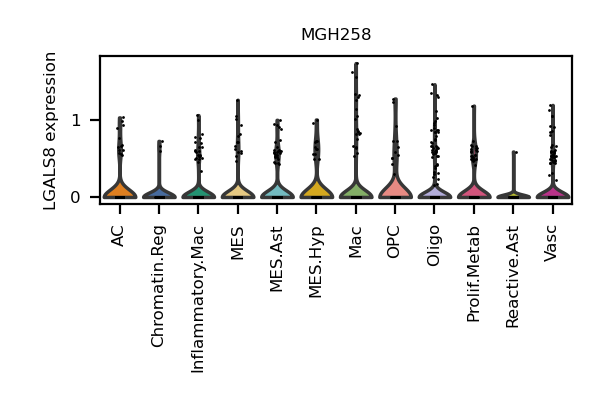 MGH258
LGALS8 expression
1
0
AC
Chromatin.Reg
Inflammatory.Mac
MES
MES.Ast
MES.Hyp
Mac
OPC
Oligo
Prolif.Metab
Reactive.Ast
Vasc